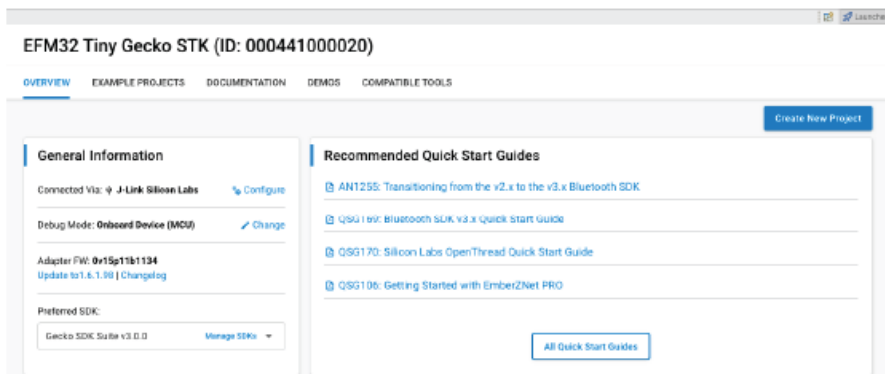 Launche
EFM32 Tiny Gecko STK (ID: 000441000020)
OVERVIEW EXAMPLE PROJECTS DOCUMENTATION DEMOS COMPATIBLE TOOLS
Create New Project
General Information
Connected Via: J-Link Silicon Labs Configure
Debug Mode: Onboard Device (MCU) Change
Adapter FW: 0v15p11b1134
Update to1.6.1.98 | Changelog
Preferred SDK:
Gecko SDK Suite v3.0.0 Manage SDKs
Recommended Quick Start Guides
AN1255: Transitioning from the v2.x to the v3.x Bluetooth SDK
QSG169: Bluetooth SDK v3.x Quick Start Guide
QSG170: Silicon Labs OpenThread Quick Start Guide
QSG106: Getting Started with EmberZNet PRO
All Quick Start Guides